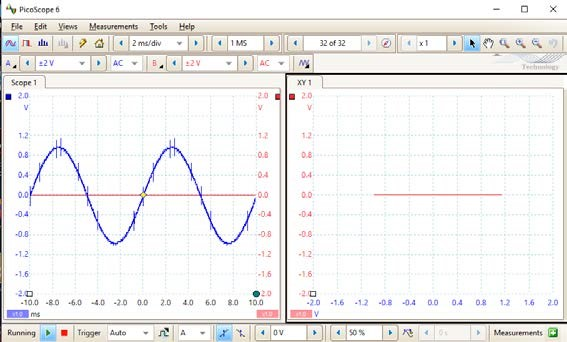 PicoScope 6
File Edit Views Measurements Tools Help
2 ms/div 1 MS 32 of 32 x 1
A ±2 V AC B ±2 V AC Technology
Scope 1 XY 1
2.0 2.0 2.0
V V V
1.2 1.2 1.2
0.8 0.8 0.8
0.4 0.4 0.4
0.0 0.0 0.0
-0.4 -0.4 -0.4
-0.8 -0.8 -0.8
-1.2 -1.2 -1.2
-1.6 -1.6 -1.6
-2.0 -2.0 -2.0
-10.0 -8.0 -6.0 -4.0 -2.0 0.0 2.0 4.0 6.0 8.0 10.0 -2.0 -1.6 -1.2 -0.8 -0.4 0.0 0.4 0.8 1.2 1.6 2.0
x1.0 ms x1.0 x1.0 V
Running Trigger Auto A 0 V 50 % 0 s Measurements